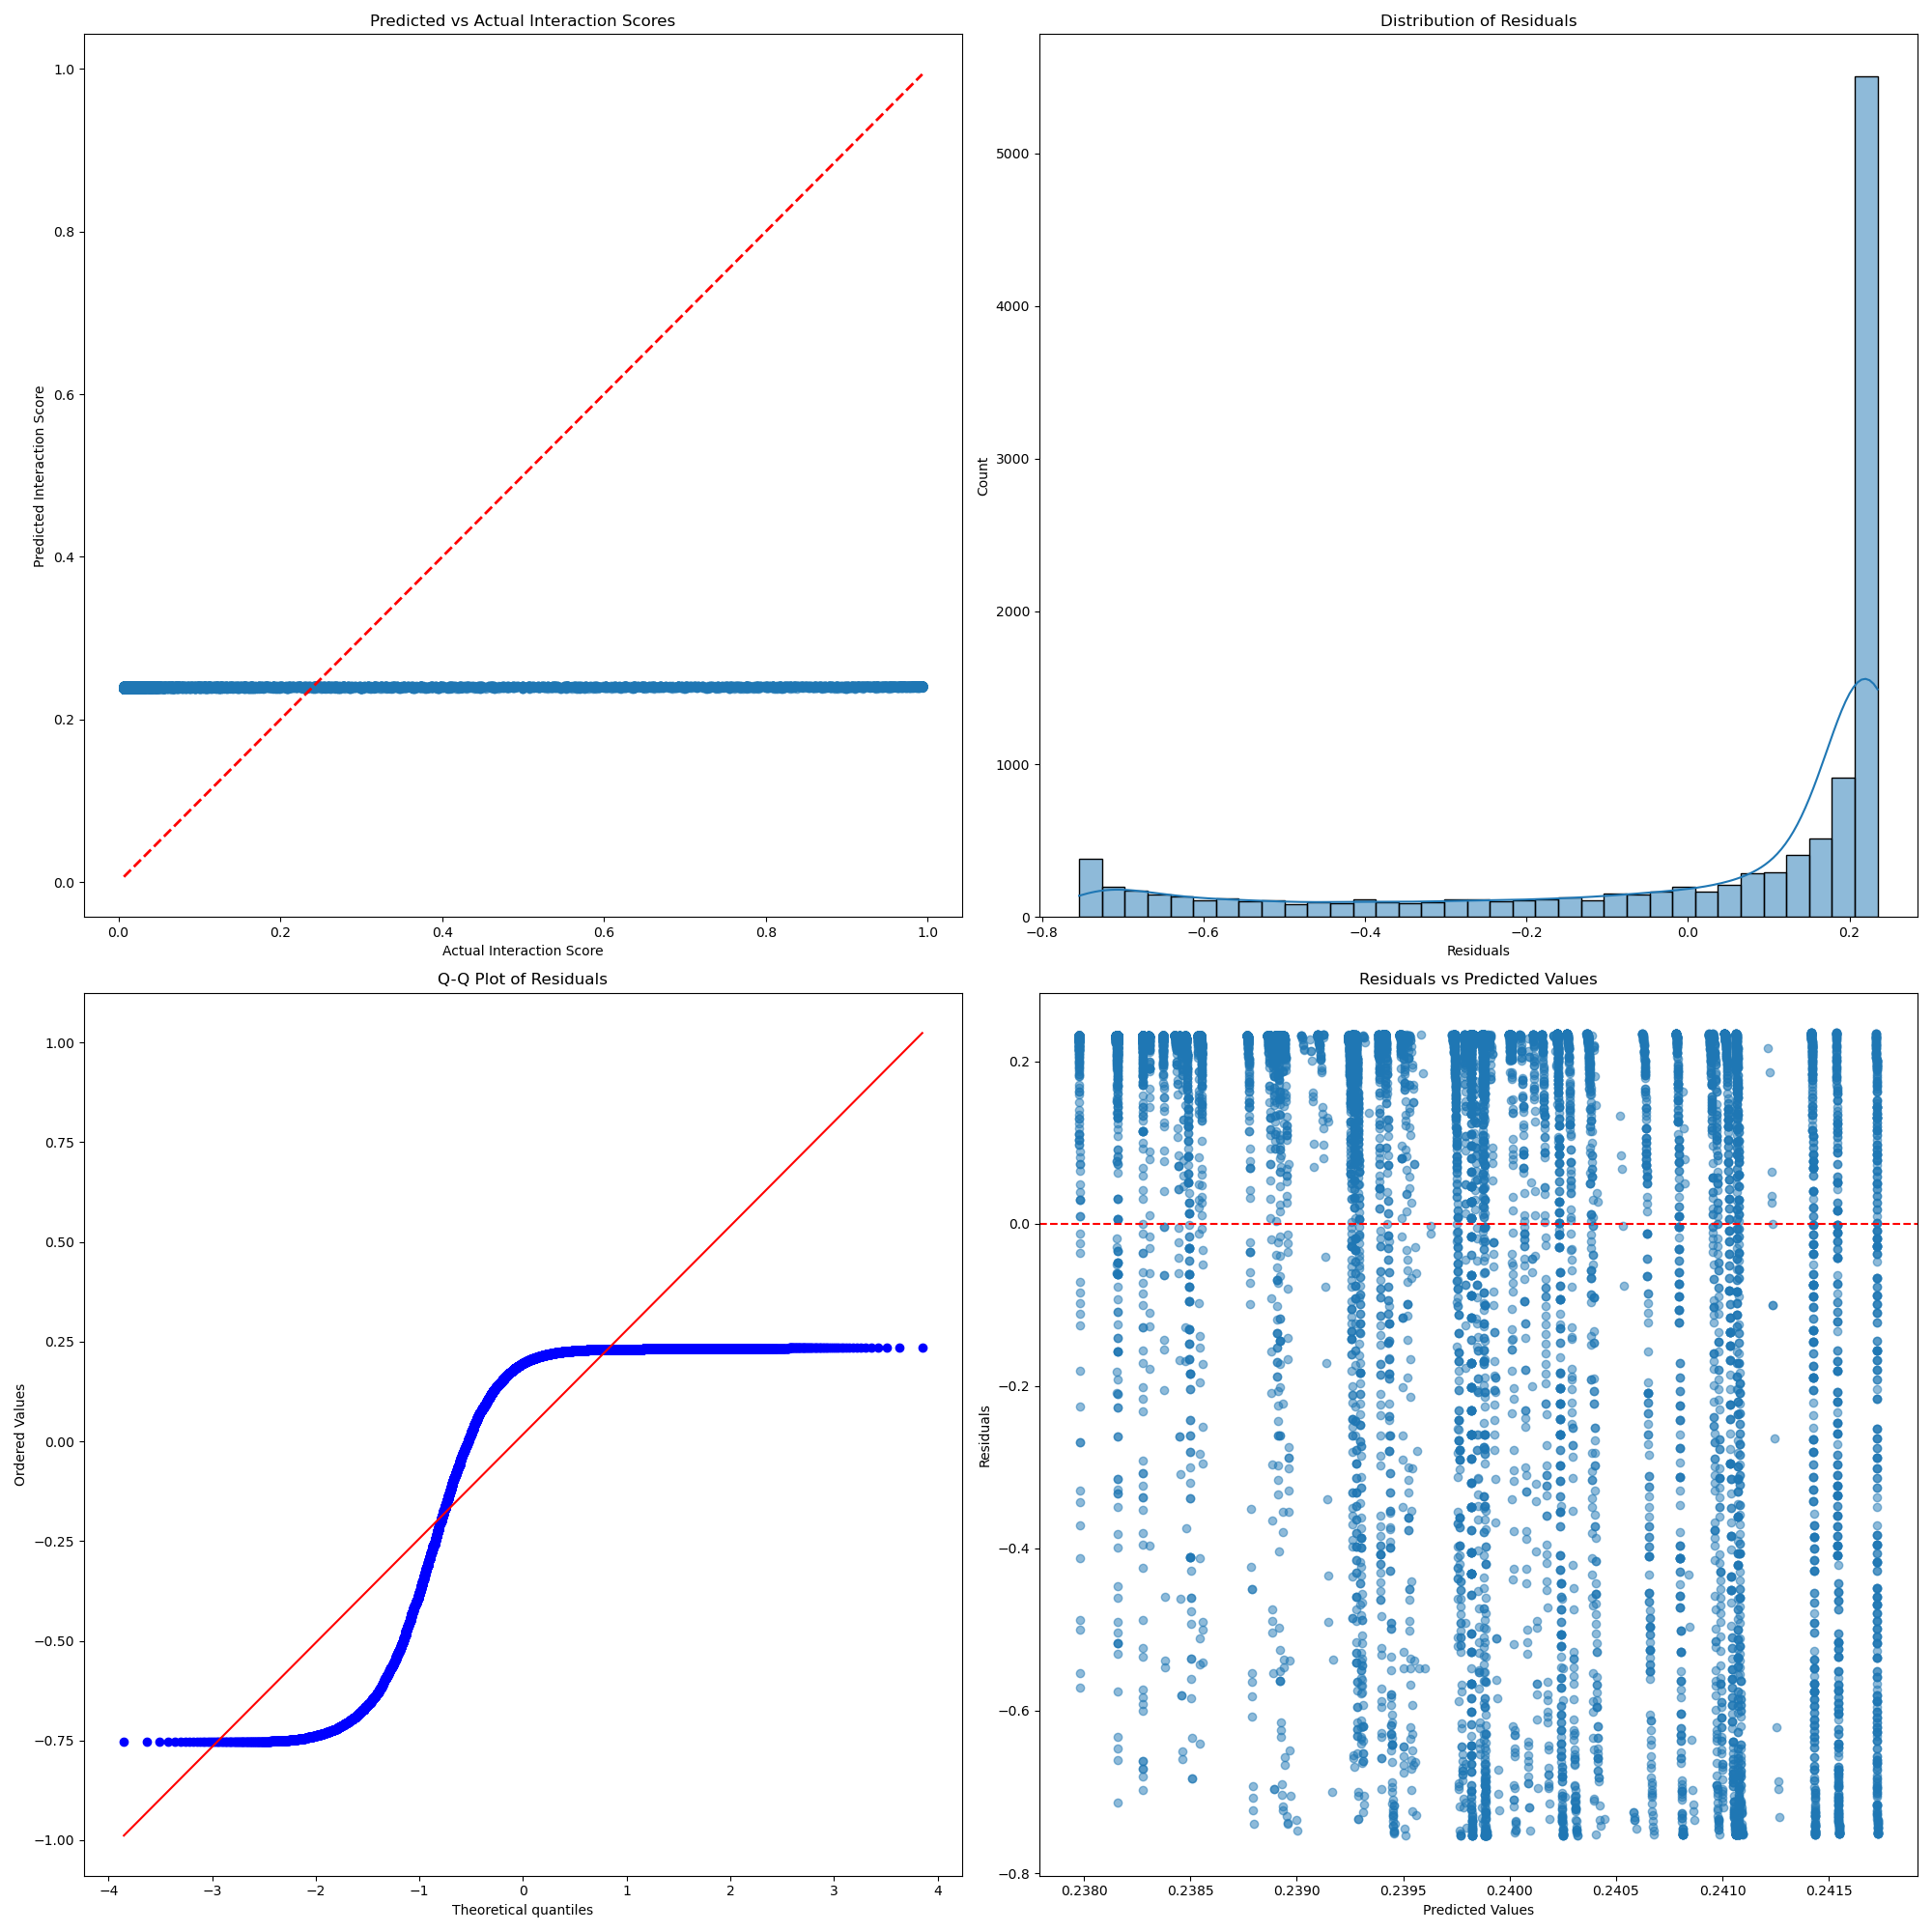 Predicted vs Actual Interaction Scores
Predicted Interaction Score
1.0
0.8
0.6
0.4
0.2
0.0
0.0 0.2 0.4 0.6 0.8 1.0
Actual Interaction Score
Distribution of Residuals
Count
5000
4000
3000
2000
1000
0
−0.8 −0.6 −0.4 −0.2 0.0 0.2
Residuals
Q-Q Plot of Residuals
Ordered Values
1.00
0.75
0.50
0.25
0.00
−0.25
−0.50
−0.75
−1.00
−4 −3 −2 −1 0 1 2 3 4
Theoretical quantiles
Residuals vs Predicted Values
Residuals
0.2
0.0
−0.2
−0.4
−0.6
−0.8
0.2380 0.2385 0.2390 0.2395 0.2400 0.2405 0.2410 0.2415
Predicted Values